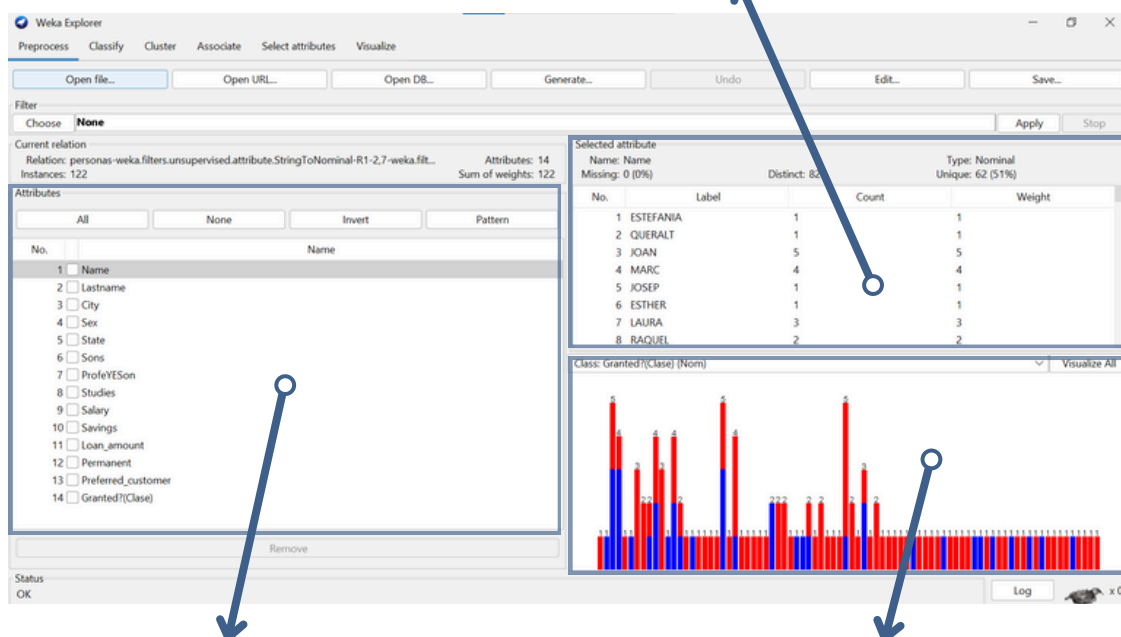 Weka Explorer
Preprocess Classify Cluster Associate Select attributes Visualize
Open file... Open URL... Open DB... Generate... Undo Edit... Save...
Filter
Choose None Apply Stop
Current relation
Relation: personas-weka.filters.unsupervised.attribute.StringToNominal-R1-2,7-weka.filt... Attributes: 14
Instances: 122 Sum of weights: 122
Selected attribute
Name: Name Type: Nominal
Missing: 0 (0%) Distinct: 82 Unique: 62 (51%)
No. Label Count Weight
1 ESTEFANIA 1 1
2 QUERALT 1 1
3 JOAN 5 5
4 MARC 4 4
5 JOSEP 1 1
6 ESTHER 1 1
7 LAURA 3 3
8 RAQUEL 2 2
Attributes
All None Invert Pattern
No. Name
1 Name
2 Lastname
3 City
4 Sex
5 State
6 Sons
7 ProfeYESon
8 Studies
9 Salary
10 Savings
11 Loan_amount
12 Permanent
13 Preferred_customer
14 Granted?(Clase)
Remove
Class: Granted?(Clase) (Nom) Visualize All
Status
OK
Log x 0